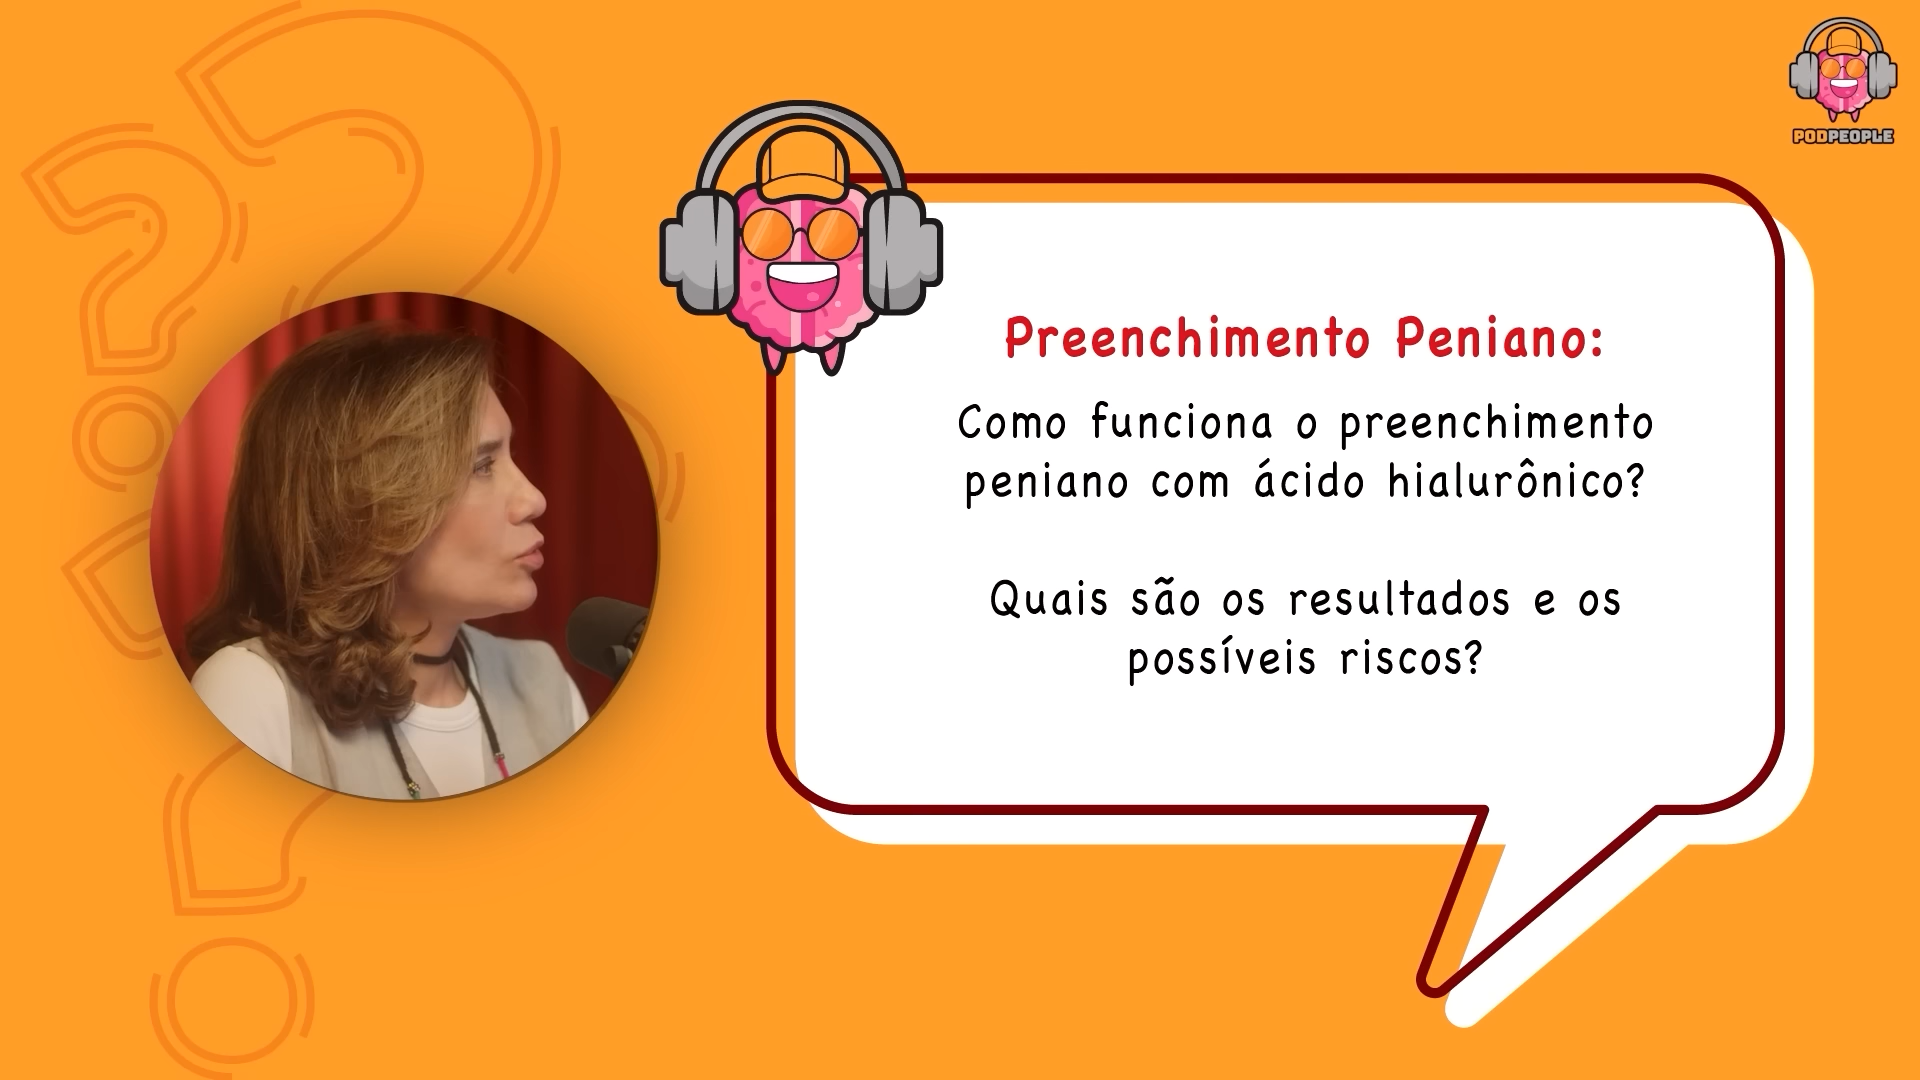 PODPEOPLE
Preenchimento Peniano:
Como funciona o preenchimento
peniano com ácido hialurônico?
Quais são os resultados e os
possíveis riscos?